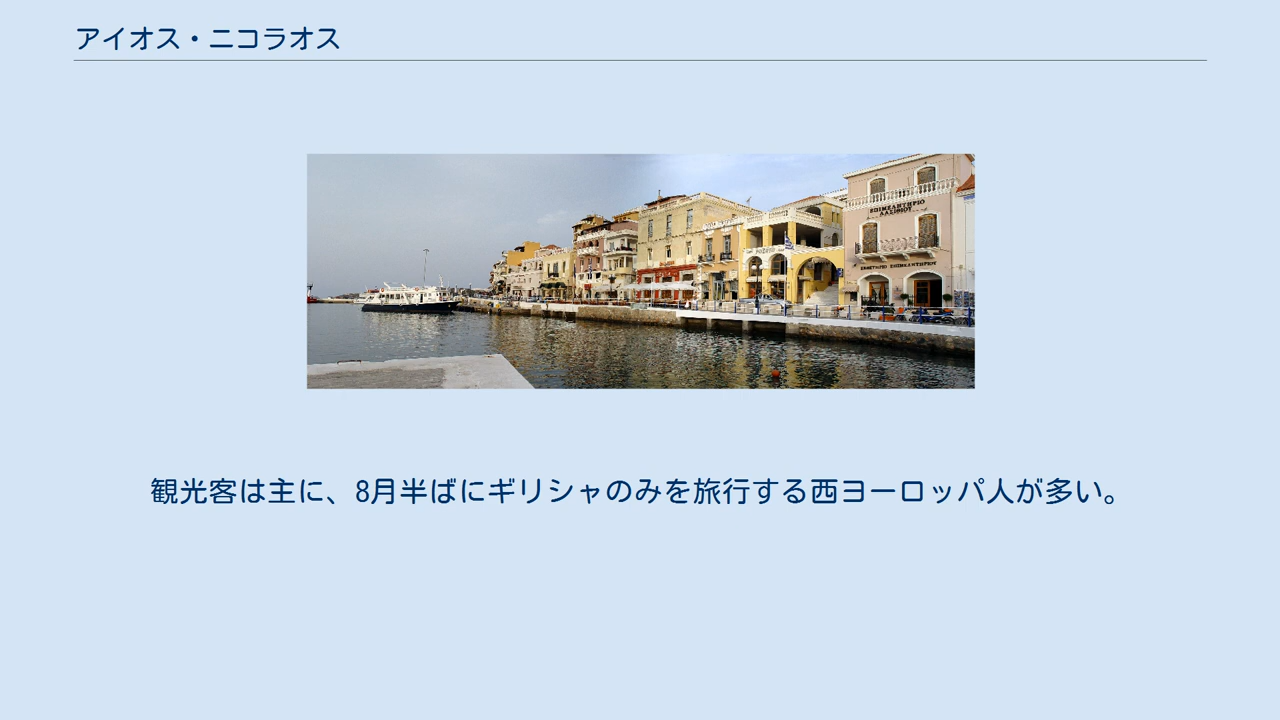 アイオス・ニコラオス
ΕΠΙΜΕΛΗΤΗΡΙΟ
ΛΑΣΙΘΙΟΥ
観光客は主に、8月半ばにギリシャのみを旅行する西ヨーロッパ人が多い。